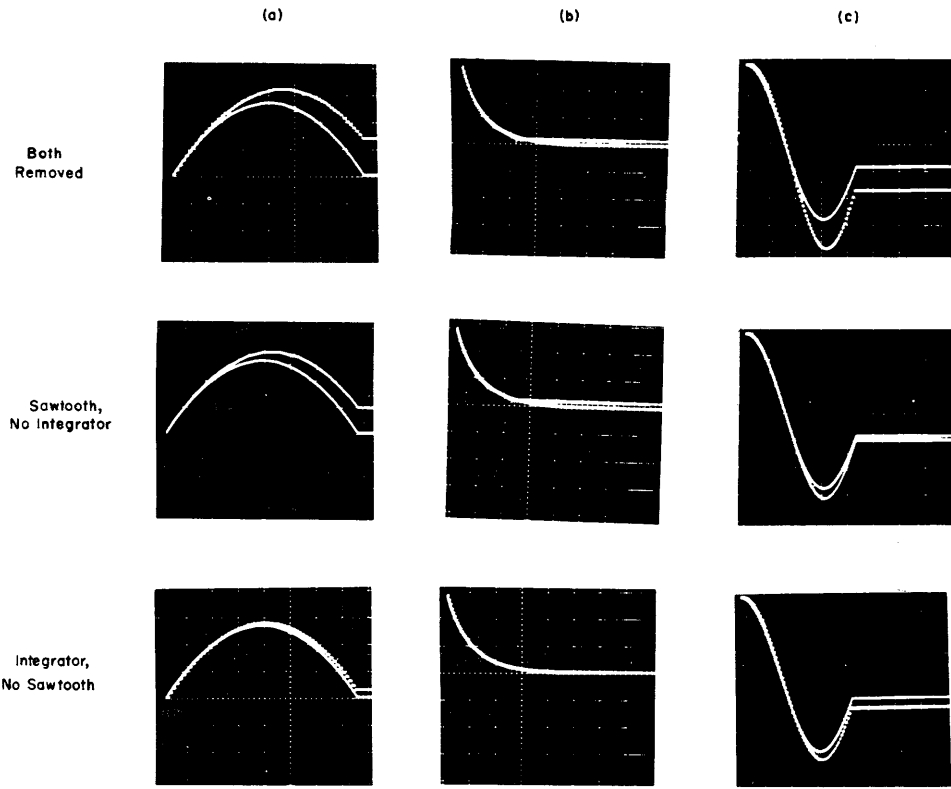 (a) (b) (c)
Both
Removed
Sawtooth,
No Integrator
Integrator,
No Sawtooth